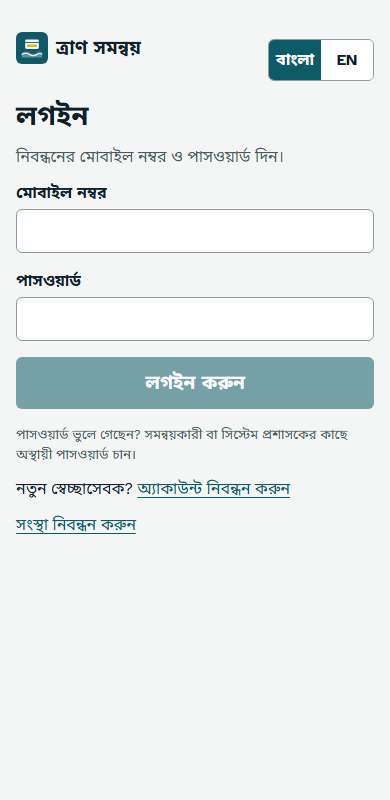 ত্রাণ সমন্বয়
বাংলা EN
লগইন
নিবন্ধনের মোবাইল নম্বর ও পাসওয়ার্ড দিন।
মোবাইল নম্বর
পাসওয়ার্ড
লগইন করুন
পাসওয়ার্ড ভুলে গেছেন? সমন্বয়কারী বা সিস্টেম প্রশাসকের কাছে
অস্থায়ী পাসওয়ার্ড চান।
নতুন স্বেচ্ছাসেবক? অ্যাকাউন্ট নিবন্ধন করুন
সংস্থা নিবন্ধন করুন